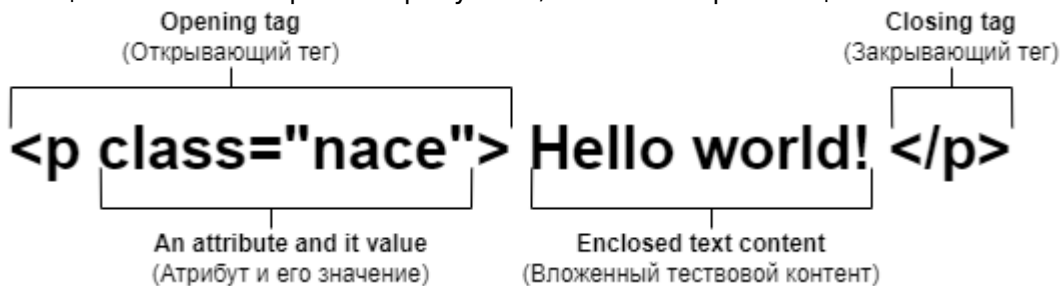 Opening tag
(Открывающий тег)
Closing tag
(Закрывающий тег)
<p class="nace"> Hello world! </p>
An attribute and it value
(Атрибут и его значение)
Enclosed text content
(Вложенный тествовой контент)